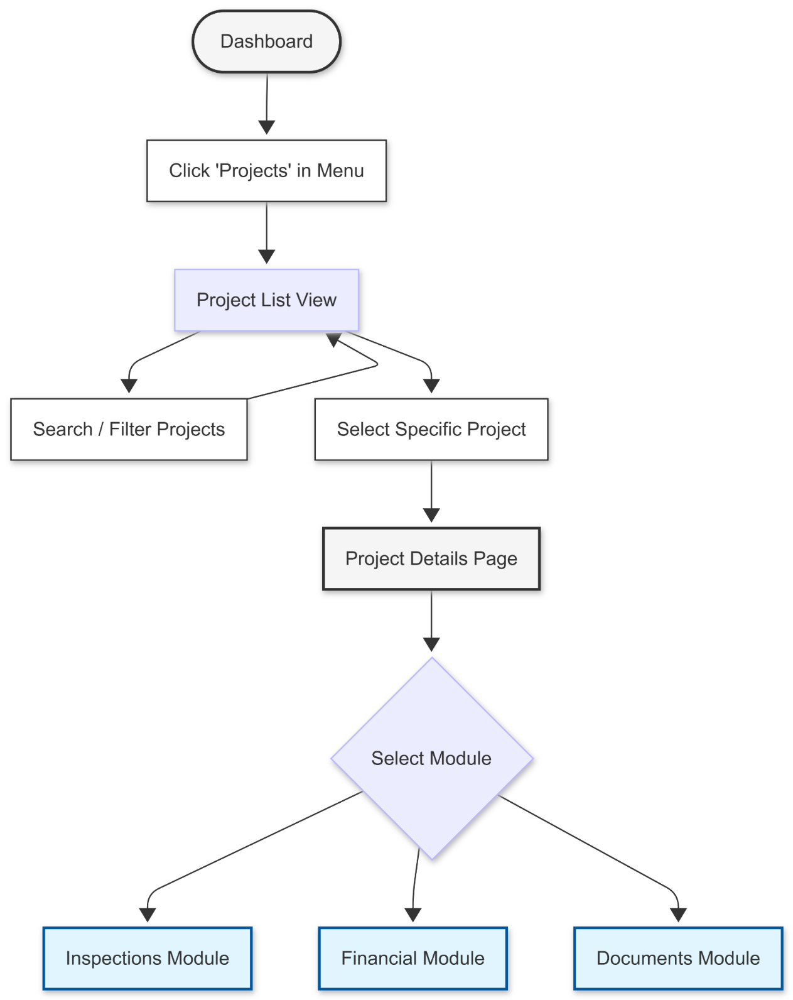 Dashboard
Click 'Projects' in Menu
Project List View
Search / Filter Projects
Select Specific Project
Project Details Page
Select Module
Inspections Module
Financial Module
Documents Module